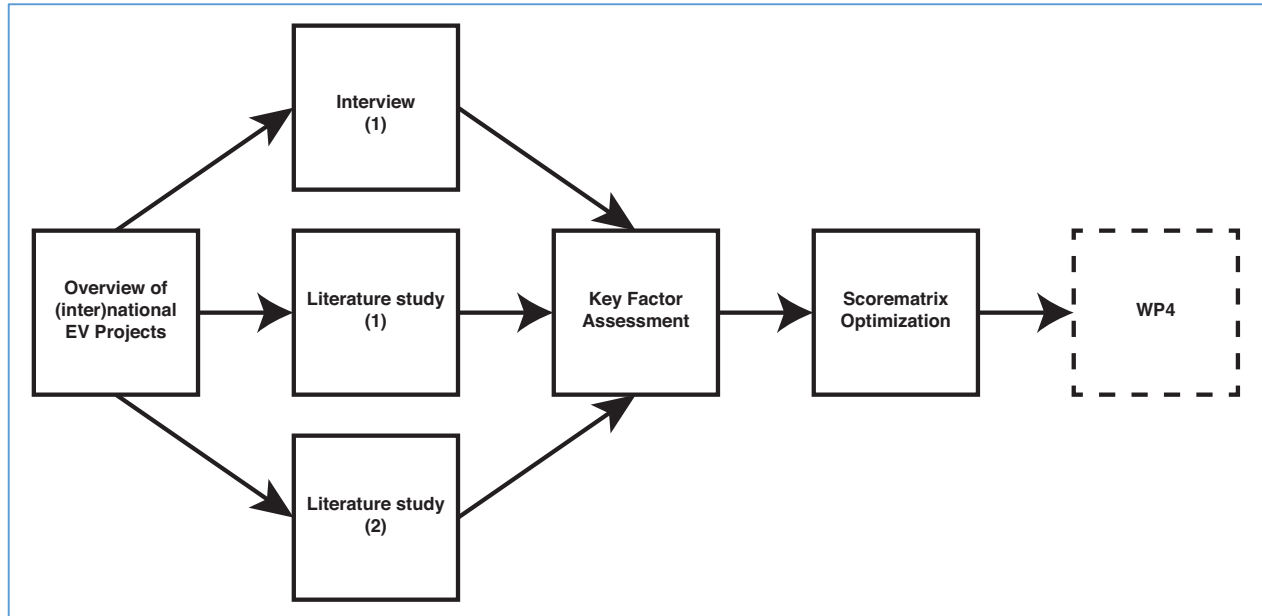 Interview
(1)
Overview of
(inter)national
EV Projects
Literature study
(1)
Key Factor
Assessment
Scorematrix
Optimization
WP4
Literature study
(2)